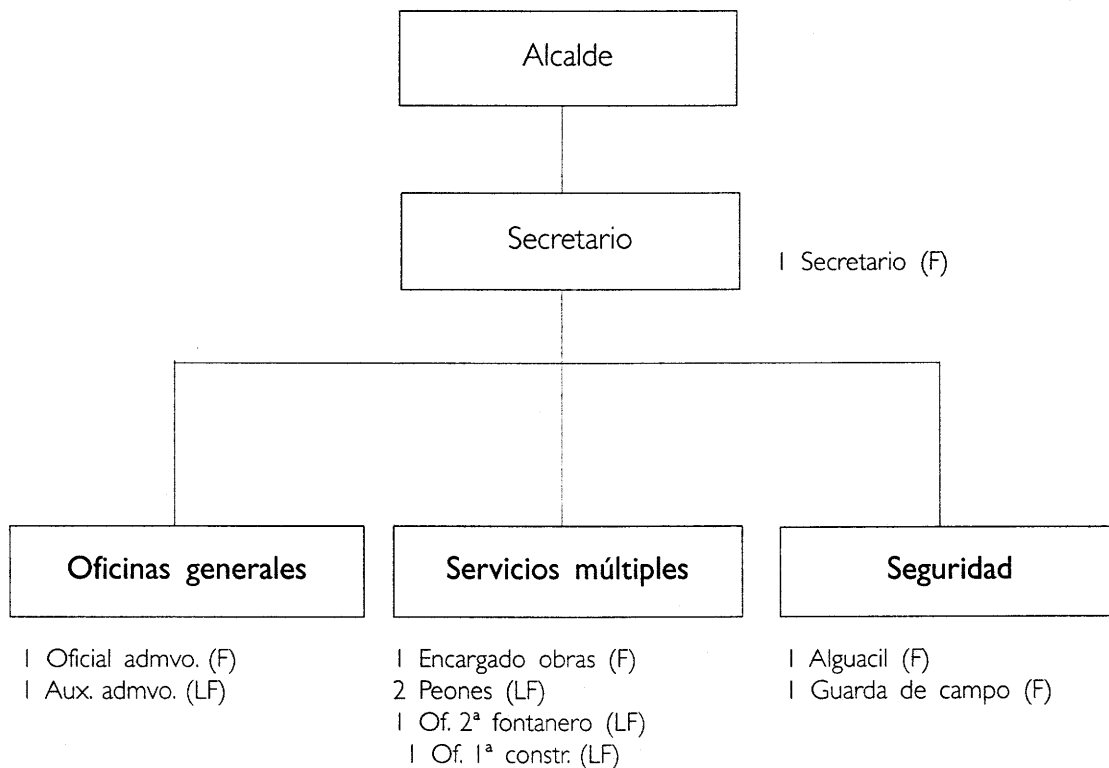 Alcalde
Secretario
1 Secretario (F)
Oficinas generales
1 Oficial admvo. (F)
1 Aux. admvo. (LF)
Servicios múltiples
1 Encargado obras (F)
2 Peones (LF)
1 Of. 2ª fontanero (LF)
1 Of. 1ª constr. (LF)
Seguridad
1 Alguacil (F)
1 Guarda de campo (F)